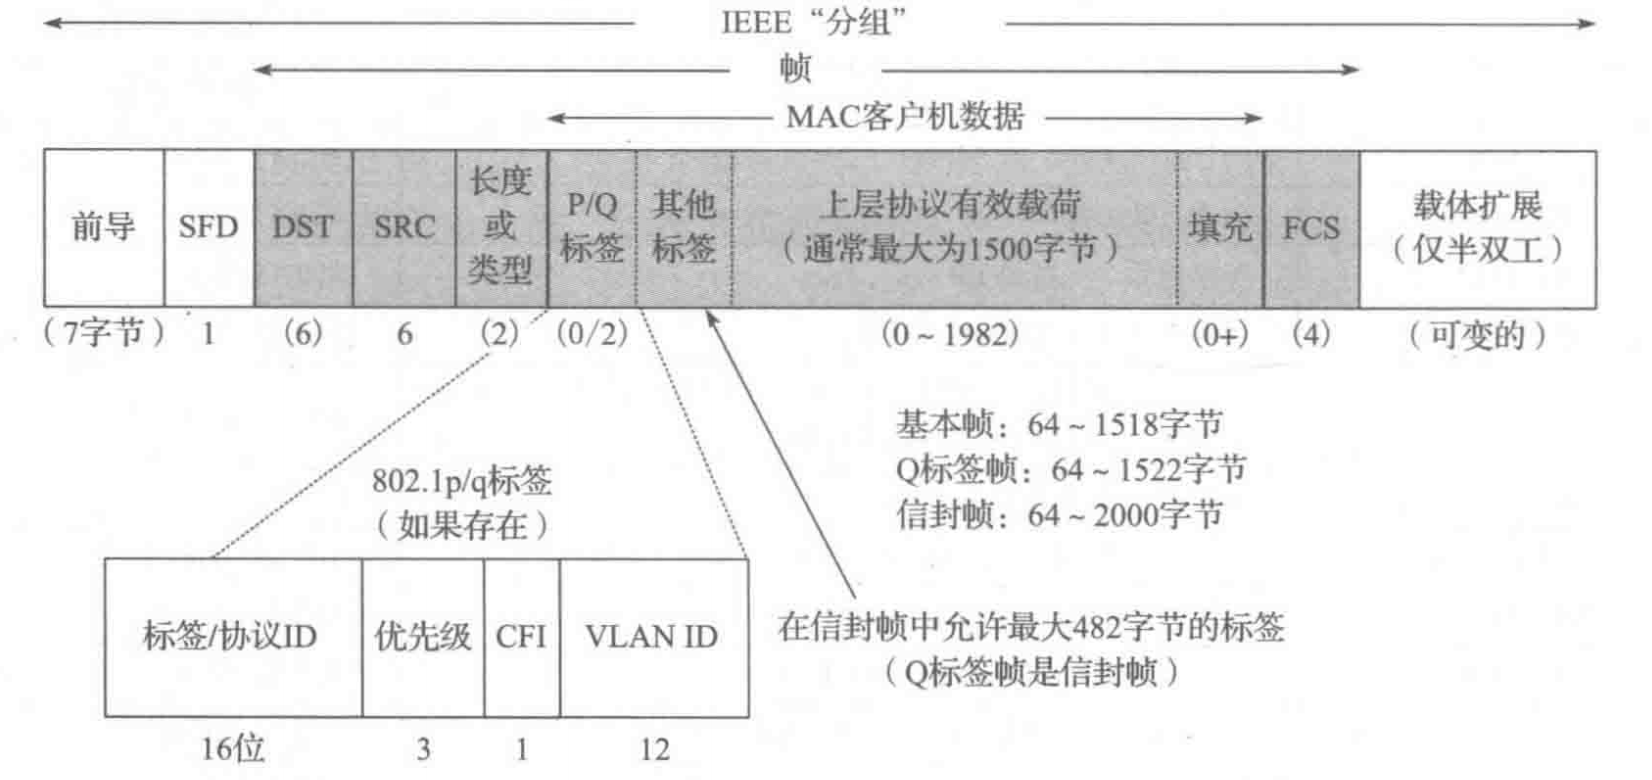 IEEE“分组”
帧
MAC客户机数据
前导
SFD
DST
SRC
长度
或
类型
P/Q
标签
其他
标签
上层协议有效载荷
（通常最大为1500字节）
填充
FCS
载体扩展
（仅半双工）
（7字节） 1 (6) 6 (2) (0/2) (0~1982) (0+) (4) （可变的）
基本帧：64~1518字节
Q标签帧：64~1522字节
信封帧：64~2000字节
802.1p/q标签
（如果存在）
标签/协议ID 优先级 CFI VLAN ID
16位 3 1 12
在信封帧中允许最大482字节的标签
（Q标签帧是信封帧）